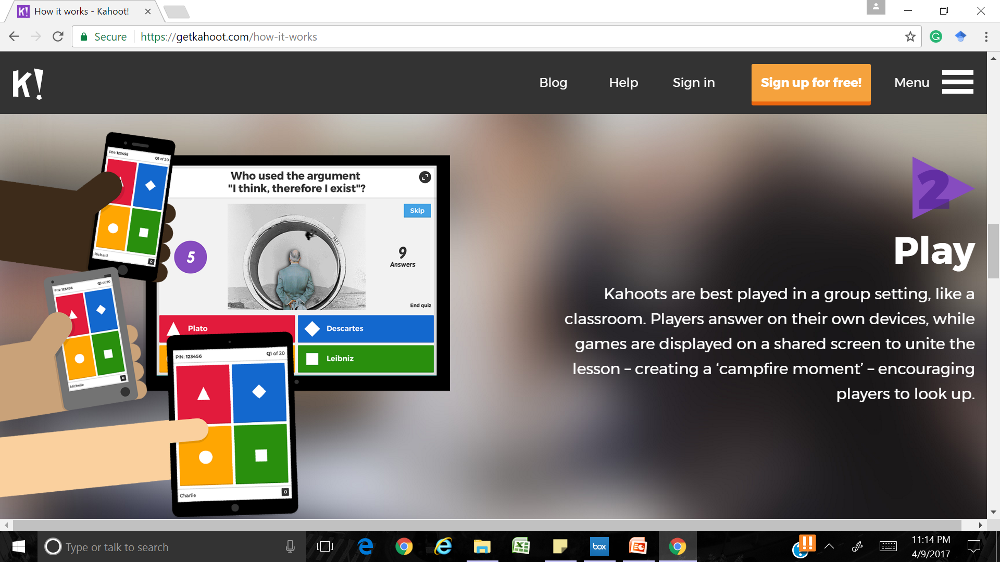 How it works - Kahoot!
Secure
https://getkahoot.com/how-it-works
K!
Blog
Help
Sign in
Sign up for free!
Menu
PIN: 123456
Q1 of 20
Richard
0
Who used the argument
"I think, therefore I exist"?
Skip
5
9
Answers
End quiz
Plato
Descartes
Leibniz
PIN: 123456
Q1 of 20
Michelle
0
PIN: 123456
Q1 of 20
Charlie
0
2
Play
Kahoots are best played in a group setting, like a
classroom. Players answer on their own devices, while
games are displayed on a shared screen to unite the
lesson – creating a ‘campfire moment’ – encouraging
players to look up.
Type or talk to search
box
11:14 PM
4/9/2017